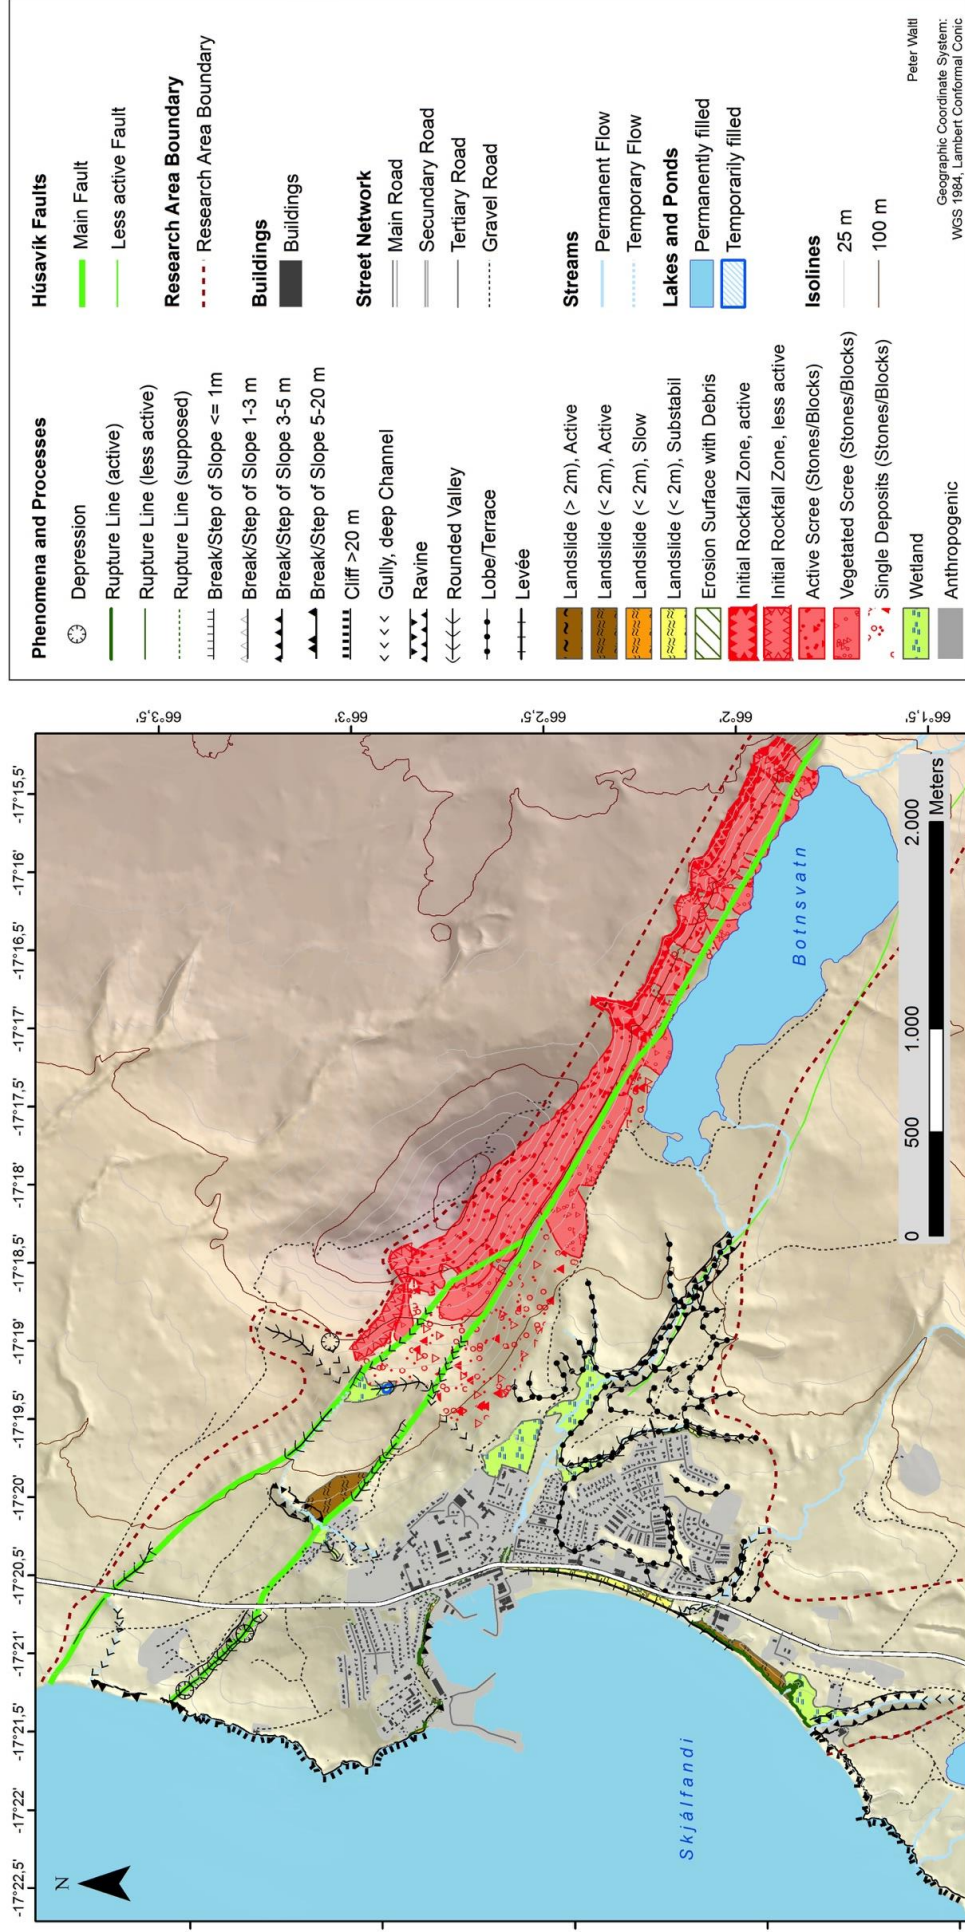 N
-17°22,5'
-17°22'
-17°21,5'
-17°21'
-17°20,5'
-17°20'
-17°19,5'
-17°19'
-17°18,5'
-17°18'
-17°17,5'
-17°17'
-17°16,5'
-17°16'
-17°15,5'
66°3,5'
66°3'
66°2,5'
66°2'
66°1,5'
Skjálfandi
Botnsvatn
0 500 1.000 2.000
Meters
Phenomena and Processes
Depression
Rupture Line (active)
Rupture Line (less active)
Rupture Line (supposed)
Break/Step of Slope <= 1m
Break/Step of Slope 1-3 m
Break/Step of Slope 3-5 m
Break/Step of Slope 5-20 m
Cliff >20 m
Gully, deep Channel
Ravine
Rounded Valley
Lobe/Terrace
Levée
Landslide (> 2m), Active
Landslide (< 2m), Active
Landslide (< 2m), Slow
Landslide (< 2m), Substabil
Erosion Surface with Debris
Initial Rockfall Zone, active
Initial Rockfall Zone, less active
Active Scree (Stones/Blocks)
Vegetated Scree (Stones/Blocks)
Single Deposits (Stones/Blocks)
Wetland
Anthropogenic
Húsavík Faults
Main Fault
Less active Fault
Research Area Boundary
Research Area Boundary
Buildings
Buildings
Street Network
Main Road
Secundary Road
Tertiary Road
Gravel Road
Streams
Permanent Flow
Temporary Flow
Lakes and Ponds
Permanently filled
Temporarily filled
Isolines
25 m
100 m
Peter Waltl
Geographic Coordinate System:
WGS 1984, Lambert Conformal Conic